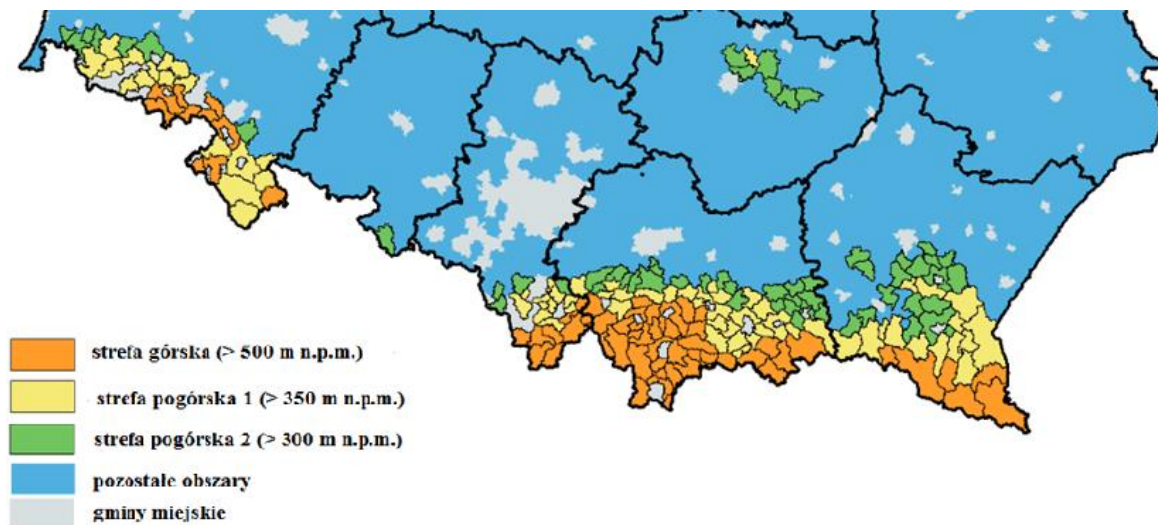 strefa górska (> 500 m n.p.m.)
strefa pogórska 1 (> 350 m n.p.m.)
strefa pogórska 2 (> 300 m n.p.m.)
pozostałe obszary
gminy miejskie